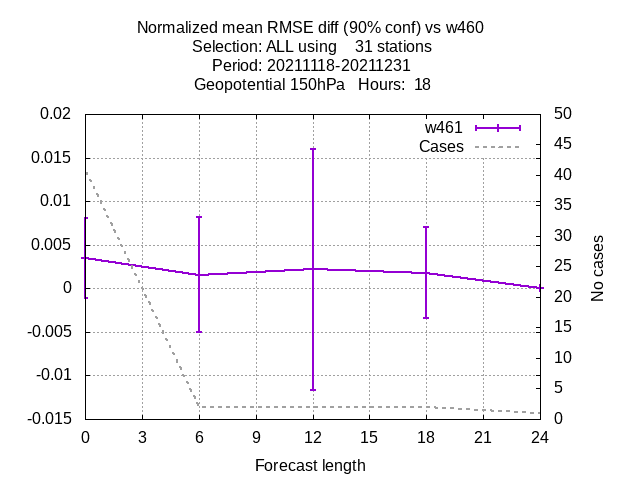 Normalized mean RMSE diff (90% conf) vs w460
Selection: ALL using    31 stations
Period: 20211118-20211231
Geopotential 150hPa   Hours:  18
w461
Cases
0.02
0.015
0.01
0.005
0
-0.005
-0.01
-0.015
50
45
40
35
30
25
20
15
10
5
0
No cases
0 3 6 9 12 15 18 21 24
Forecast length